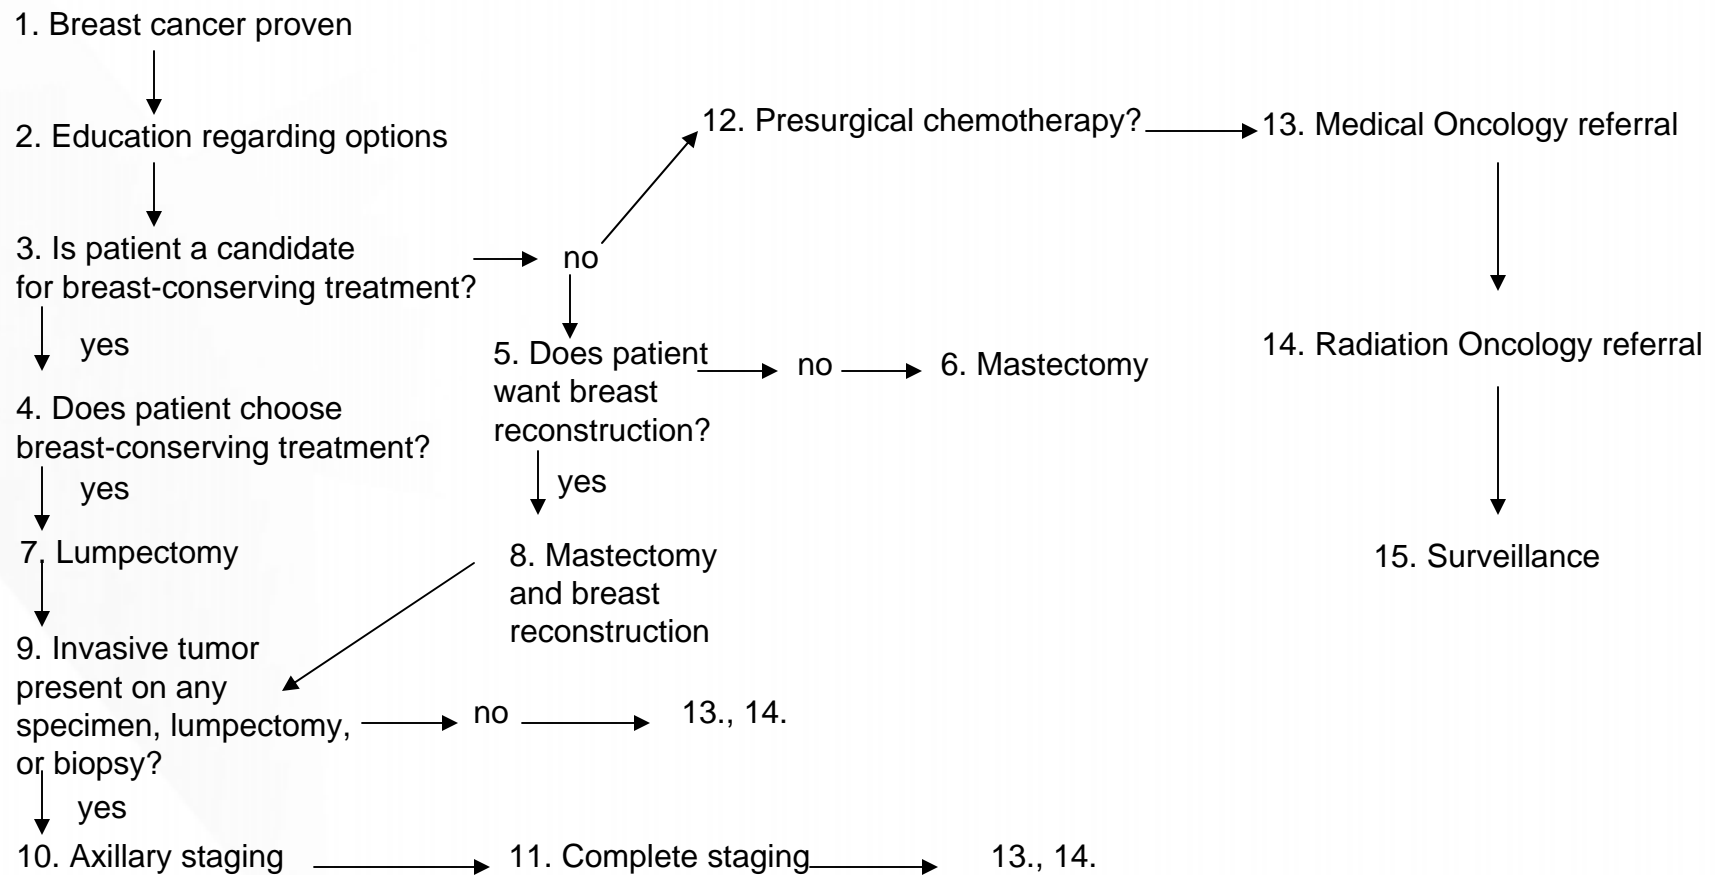 1. Breast cancer proven
2. Education regarding options
3. Is patient a candidate
for breast-conserving treatment?
no
yes
12. Presurgical chemotherapy?
13. Medical Oncology referral
14. Radiation Oncology referral
15. Surveillance
5. Does patient
want breast
reconstruction?
no
6. Mastectomy
yes
8. Mastectomy
and breast
reconstruction
4. Does patient choose
breast-conserving treatment?
yes
7. Lumpectomy
9. Invasive tumor
present on any
specimen, lumpectomy,
or biopsy?
no
13., 14.
yes
10. Axillary staging
11. Complete staging
13., 14.